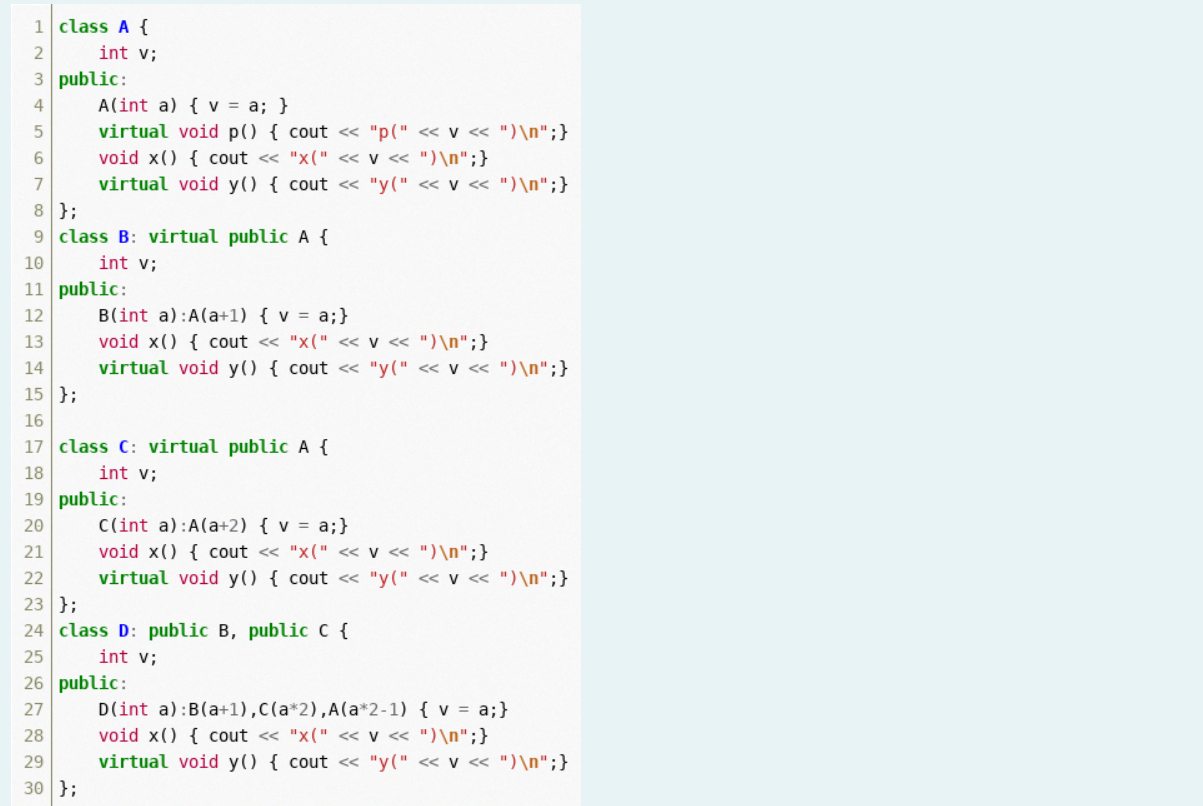 1 class A {
2     int v;
3 public:
4     A(int a) { v = a; }
5     virtual void p() { cout << "p(" << v << ")\n";}
6     void x() { cout << "x(" << v << ")\n";}
7     virtual void y() { cout << "y(" << v << ")\n";}
8 };
9 class B: virtual public A {
10     int v;
11 public:
12     B(int a):A(a+1) { v = a;}
13     void x() { cout << "x(" << v << ")\n";}
14     virtual void y() { cout << "y(" << v << ")\n";}
15 };
16
17 class C: virtual public A {
18     int v;
19 public:
20     C(int a):A(a+2) { v = a;}
21     void x() { cout << "x(" << v << ")\n";}
22     virtual void y() { cout << "y(" << v << ")\n";}
23 };
24 class D: public B, public C {
25     int v;
26 public:
27     D(int a):B(a+1),C(a*2),A(a*2-1) { v = a;}
28     void x() { cout << "x(" << v << ")\n";}
29     virtual void y() { cout << "y(" << v << ")\n";}
30 };